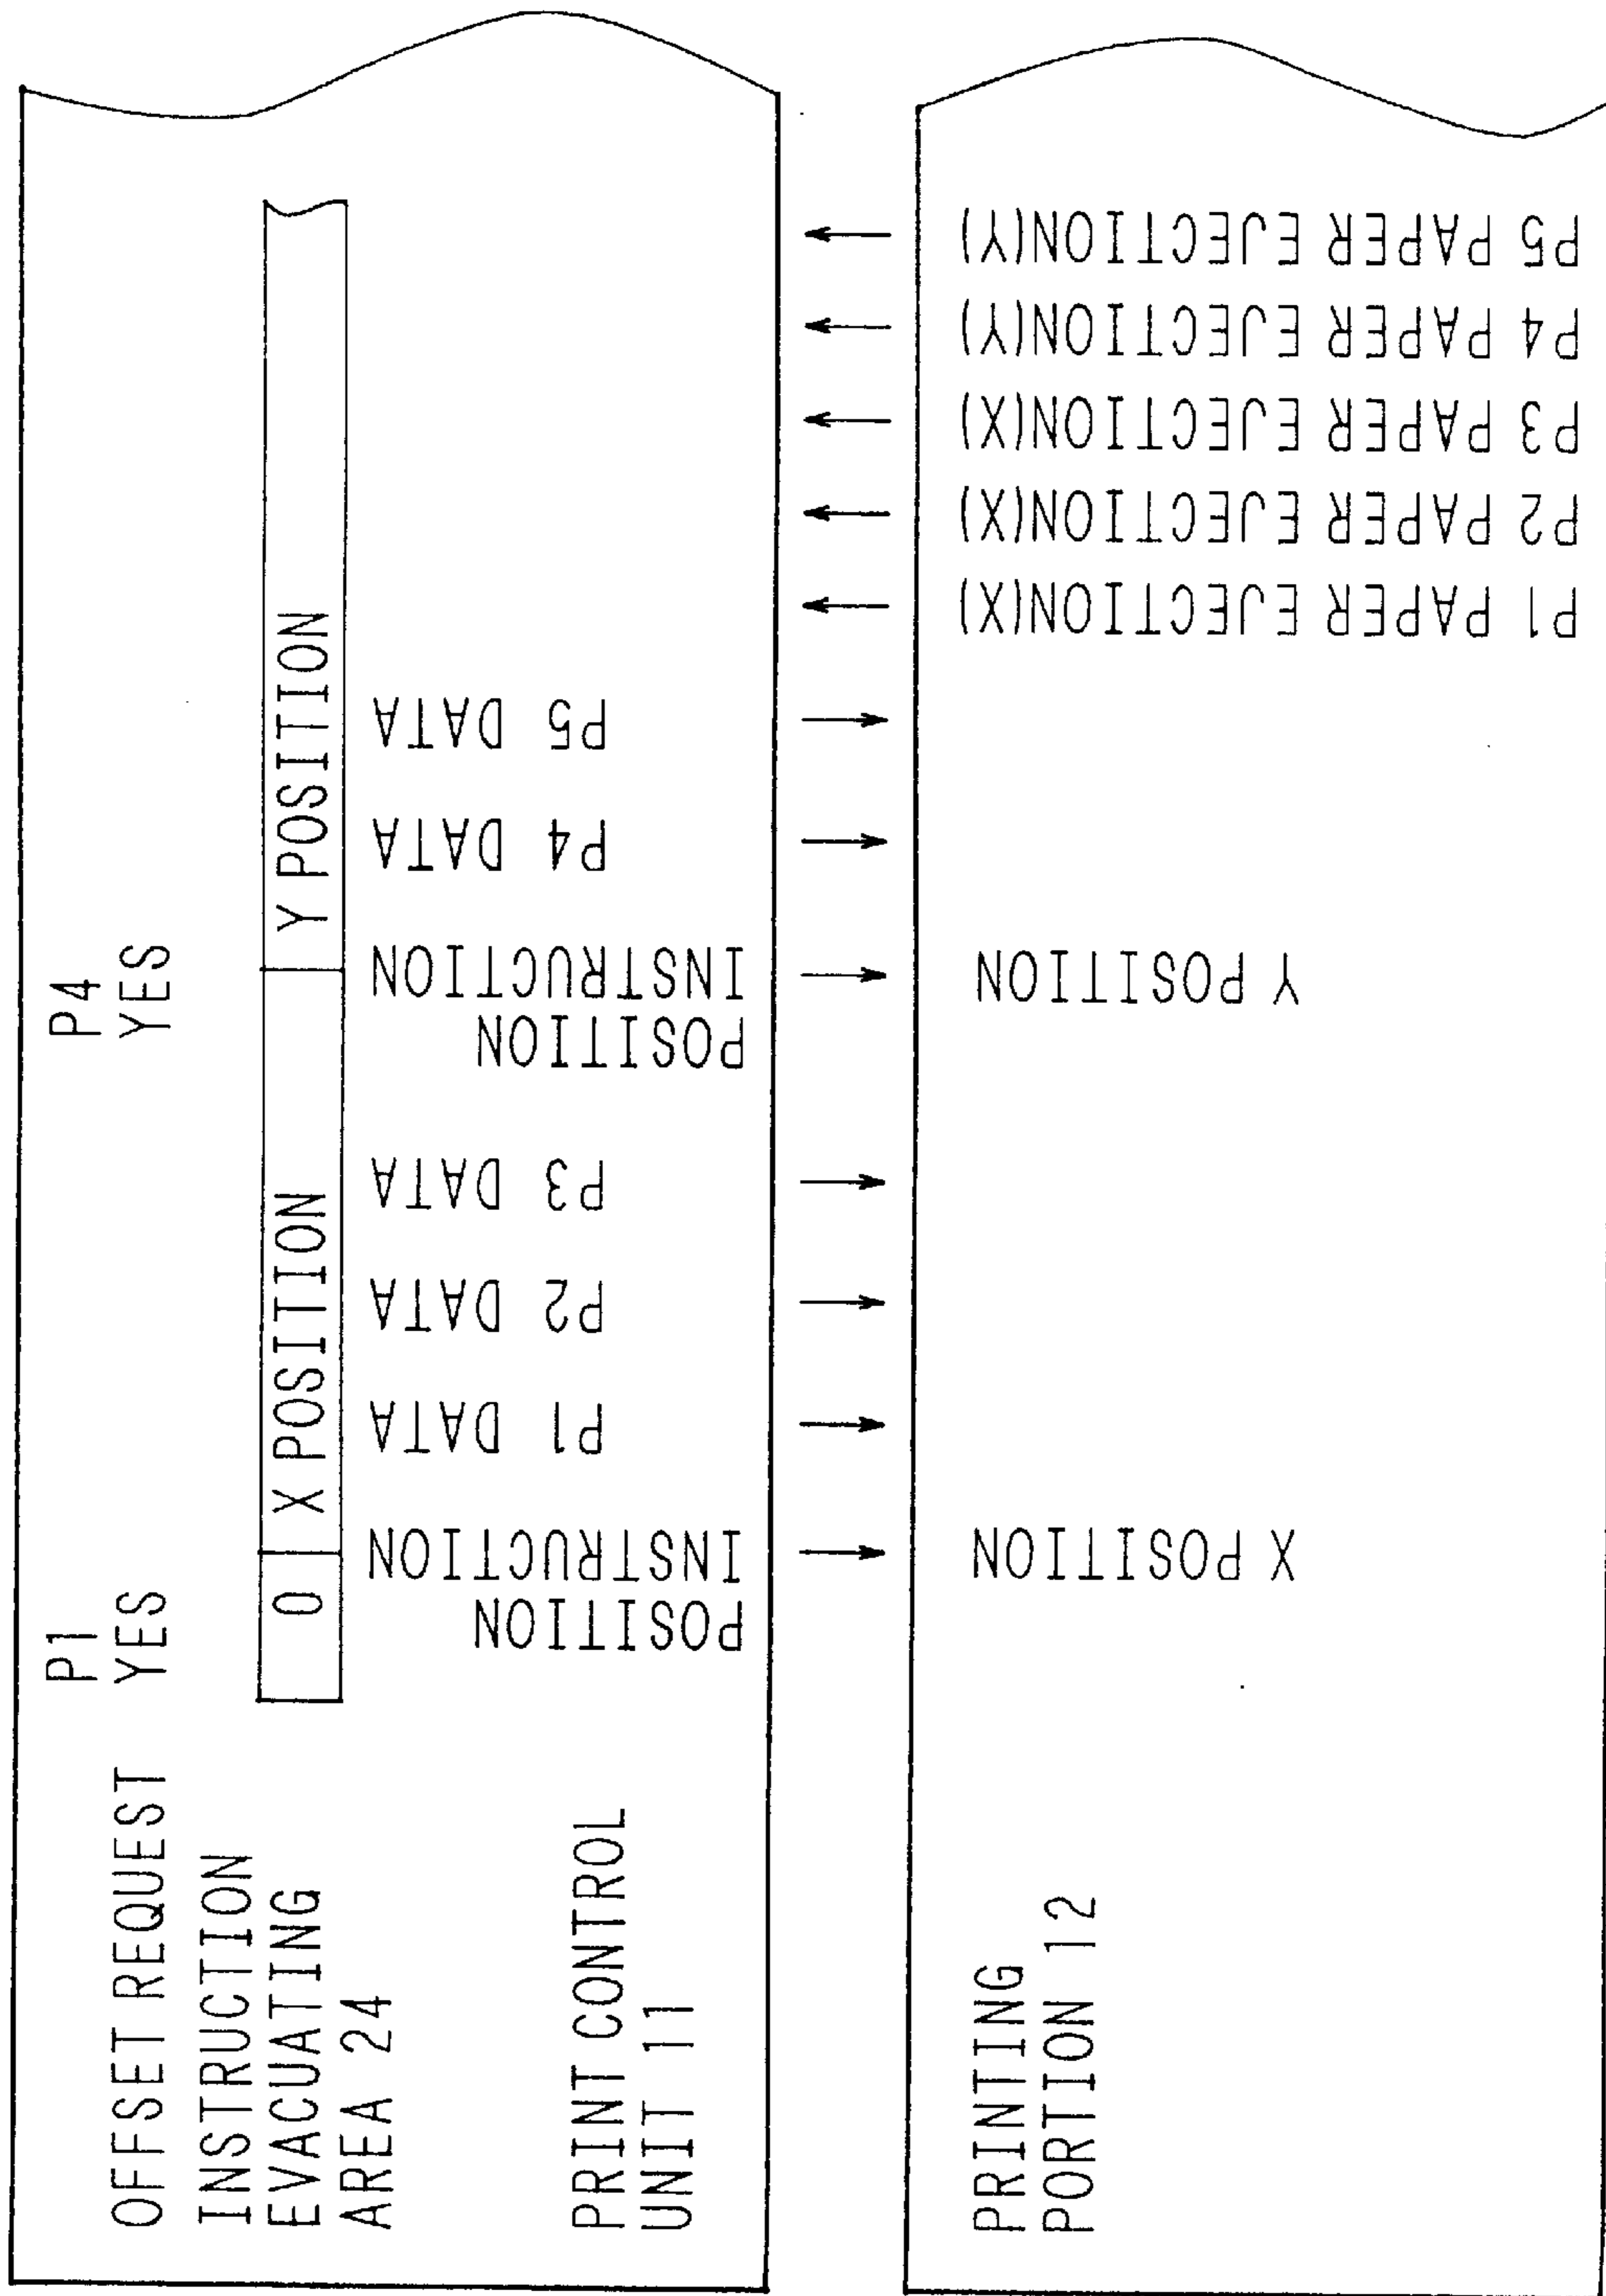 P1
P4
OFFSET REQUEST YES
YES
INSTRUCTION
EVACUATING
AREA 24
0
X POSITION
Y POSITION
PRINT CONTROL
UNIT 11
POSITION
INSTRUCTION
P1 DATA
P2 DATA
P3 DATA
POSITION
INSTRUCTION
P4 DATA
P5 DATA
PRINTING
PORTION 12
X POSITION
Y POSITION
P1 PAPER EJECTION(X)
P2 PAPER EJECTION(X)
P3 PAPER EJECTION(X)
P4 PAPER EJECTION(Y)
P5 PAPER EJECTION(Y)